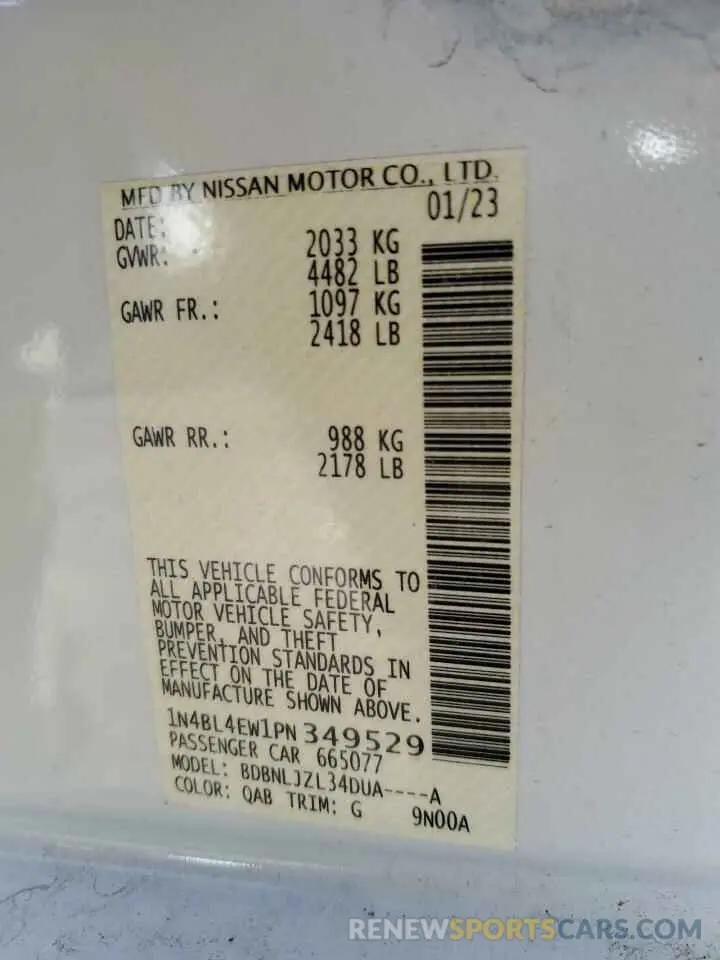 MFD BY NISSAN MOTOR CO., LTD.
DATE: 01/23
GVWR: 2033 KG
4482 LB
GAWR FR.: 1097 KG
2418 LB
GAWR RR.: 988 KG
2178 LB
THIS VEHICLE CONFORMS TO
ALL APPLICABLE FEDERAL
MOTOR VEHICLE SAFETY,
BUMPER, AND THEFT
PREVENTION STANDARDS IN
EFFECT ON THE DATE OF
MANUFACTURE SHOWN ABOVE.
1N4BL4EW1PN349529
PASSENGER CAR 665077
MODEL: BDBNLJZL34DUA----A
COLOR: QAB TRIM: G 9N00A
RENEWSPORTSCARS.COM